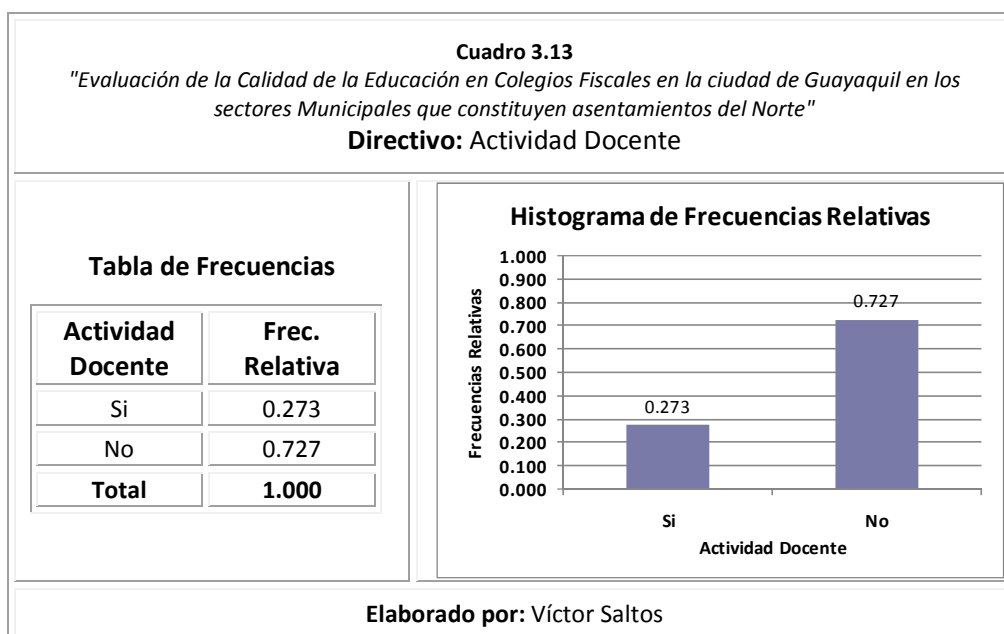 Cuadro 3.13
"Evaluación de la Calidad de la Educación en Colegios Fiscales en la ciudad de Guayaquil en los
sectores Municipales que constituyen asentamientos del Norte"
Directivo: Actividad Docente
Tabla de Frecuencias
Actividad Docente Frec. Relativa
Si 0.273
No 0.727
Total 1.000
Histograma de Frecuencias Relativas
Frecuencias Relativas
1.000
0.900
0.800
0.700
0.600
0.500
0.400
0.300
0.200
0.100
0.000
0.273
0.727
Si No
Actividad Docente
Elaborado por: Víctor Saltos